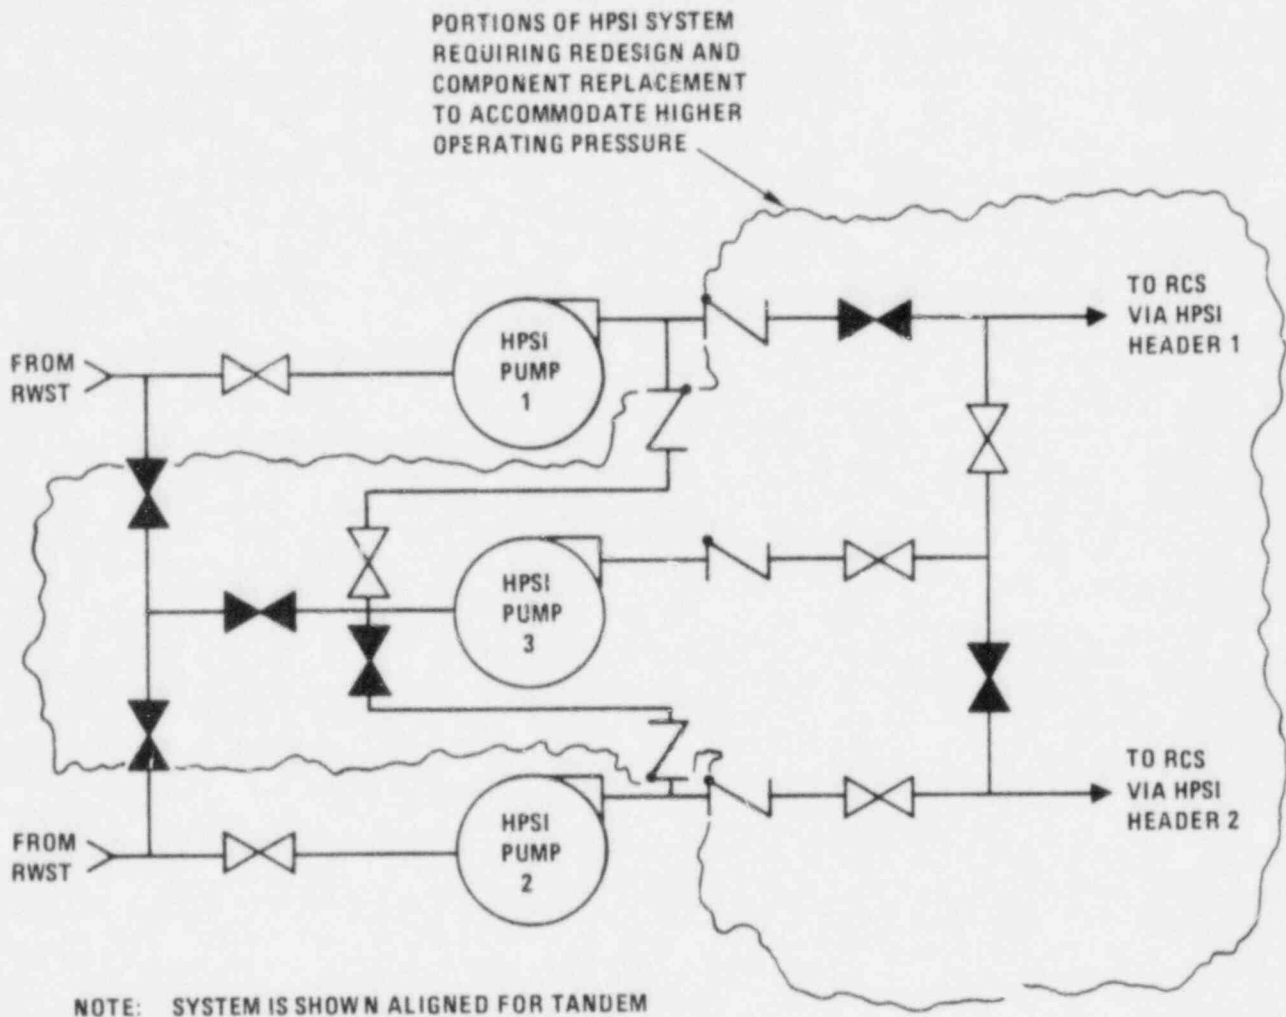 PORTIONS OF HPSI SYSTEM
REQUIRING REDESIGN AND
COMPONENT REPLACEMENT
TO ACCOMMODATE HIGHER
OPERATING PRESSURE
TO RCS
VIA HPSI
HEADER 1
FROM
RWST
HPSI
PUMP
1
HPSI
PUMP
3
TO RCS
VIA HPSI
HEADER 2
FROM
RWST
HPSI
PUMP
2
NOTE: SYSTEM IS SHOWN ALIGNED FOR TANDEM